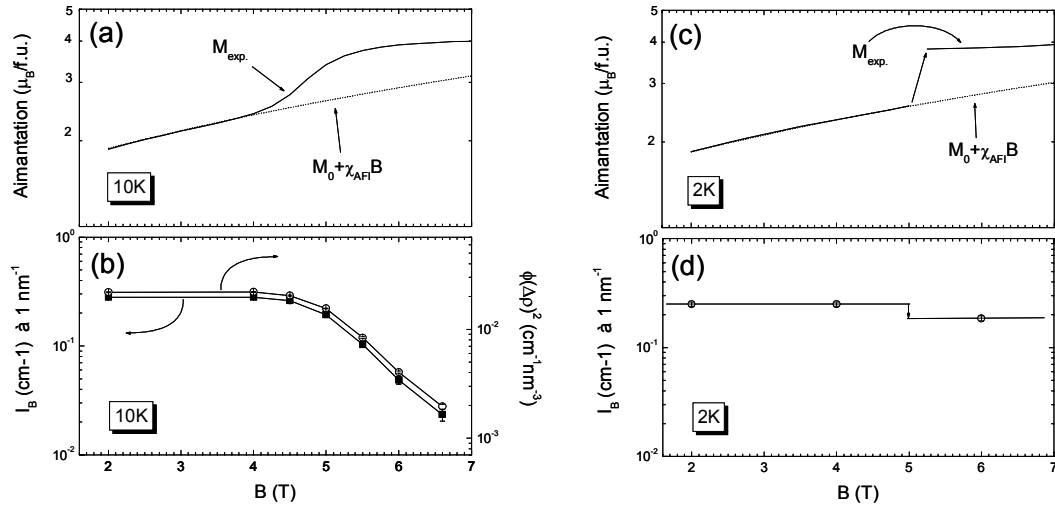 (a)
Aimantation (μB/f.u.)
5
4
3
2
Mexp.
M0+χAFIB
10K
(c)
Aimantation (μB/f.u.)
5
4
3
2
Mexp.
M0+χAFIB
2K
(b)
IB (cm-1) à 1 nm-1
10^0
10^-1
10^-2
ϕ(Δρ)^2 (cm-1nm-3)
10^-2
10^-3
10K
2 3 4 5 6 7
B (T)
(d)
IB (cm-1) à 1 nm-1
10^0
10^-1
10^-2
2K
2 3 4 5 6 7
B (T)